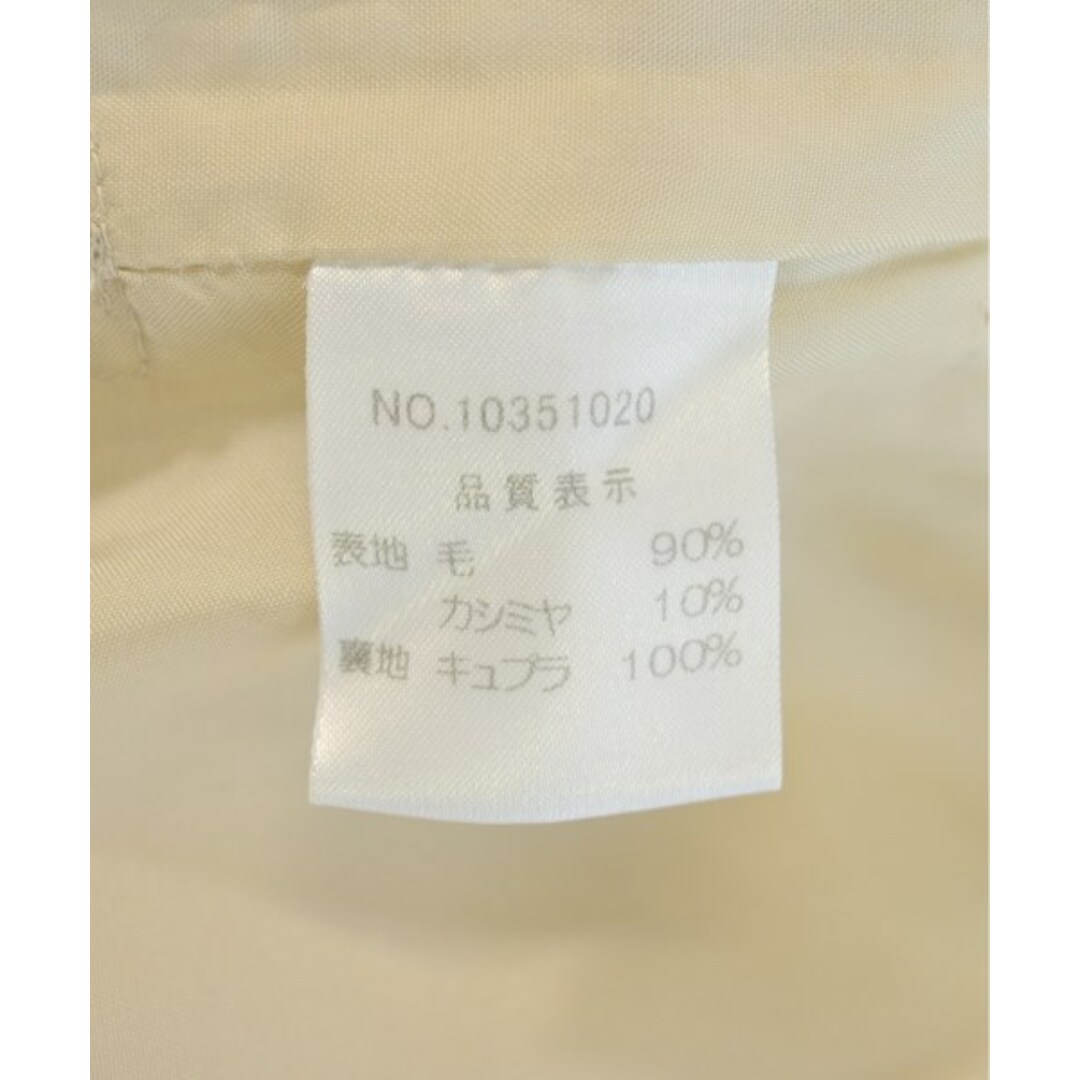 NO.10351020
品質表示
表地 毛 90%
カシミヤ 10%
裏地 キュプラ 100%